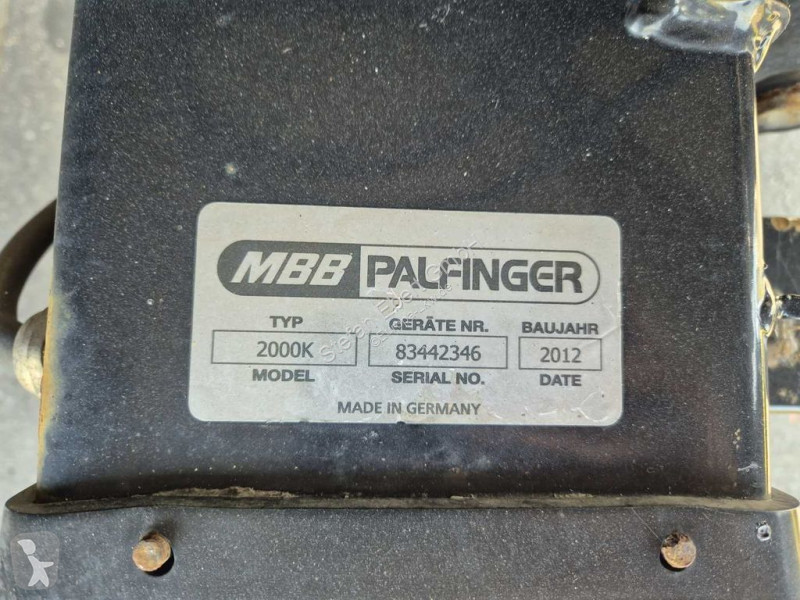 MBB PALFINGER
TYP GERÄTE NR. BAUJAHR
2000K 83442346 2012
MODEL SERIAL NO. DATE
MADE IN GERMANY